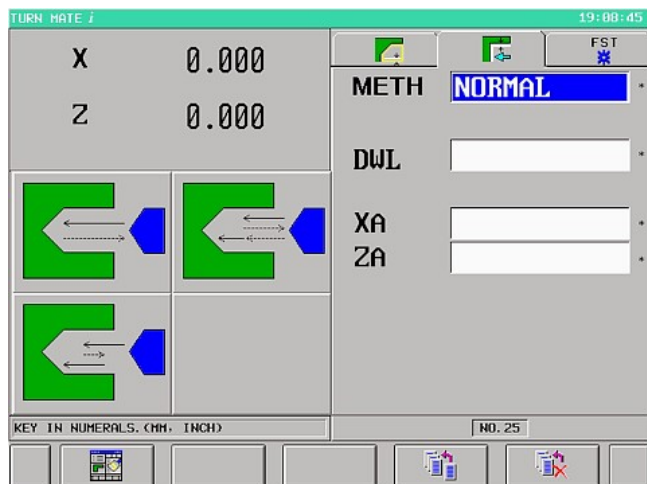 TURN MATE i 19:08:45
X 0.000
Z 0.000
FST
METH NORMAL *
DWL *
XA *
ZA *
KEY IN NUMERALS. (MM, INCH)
NO. 25